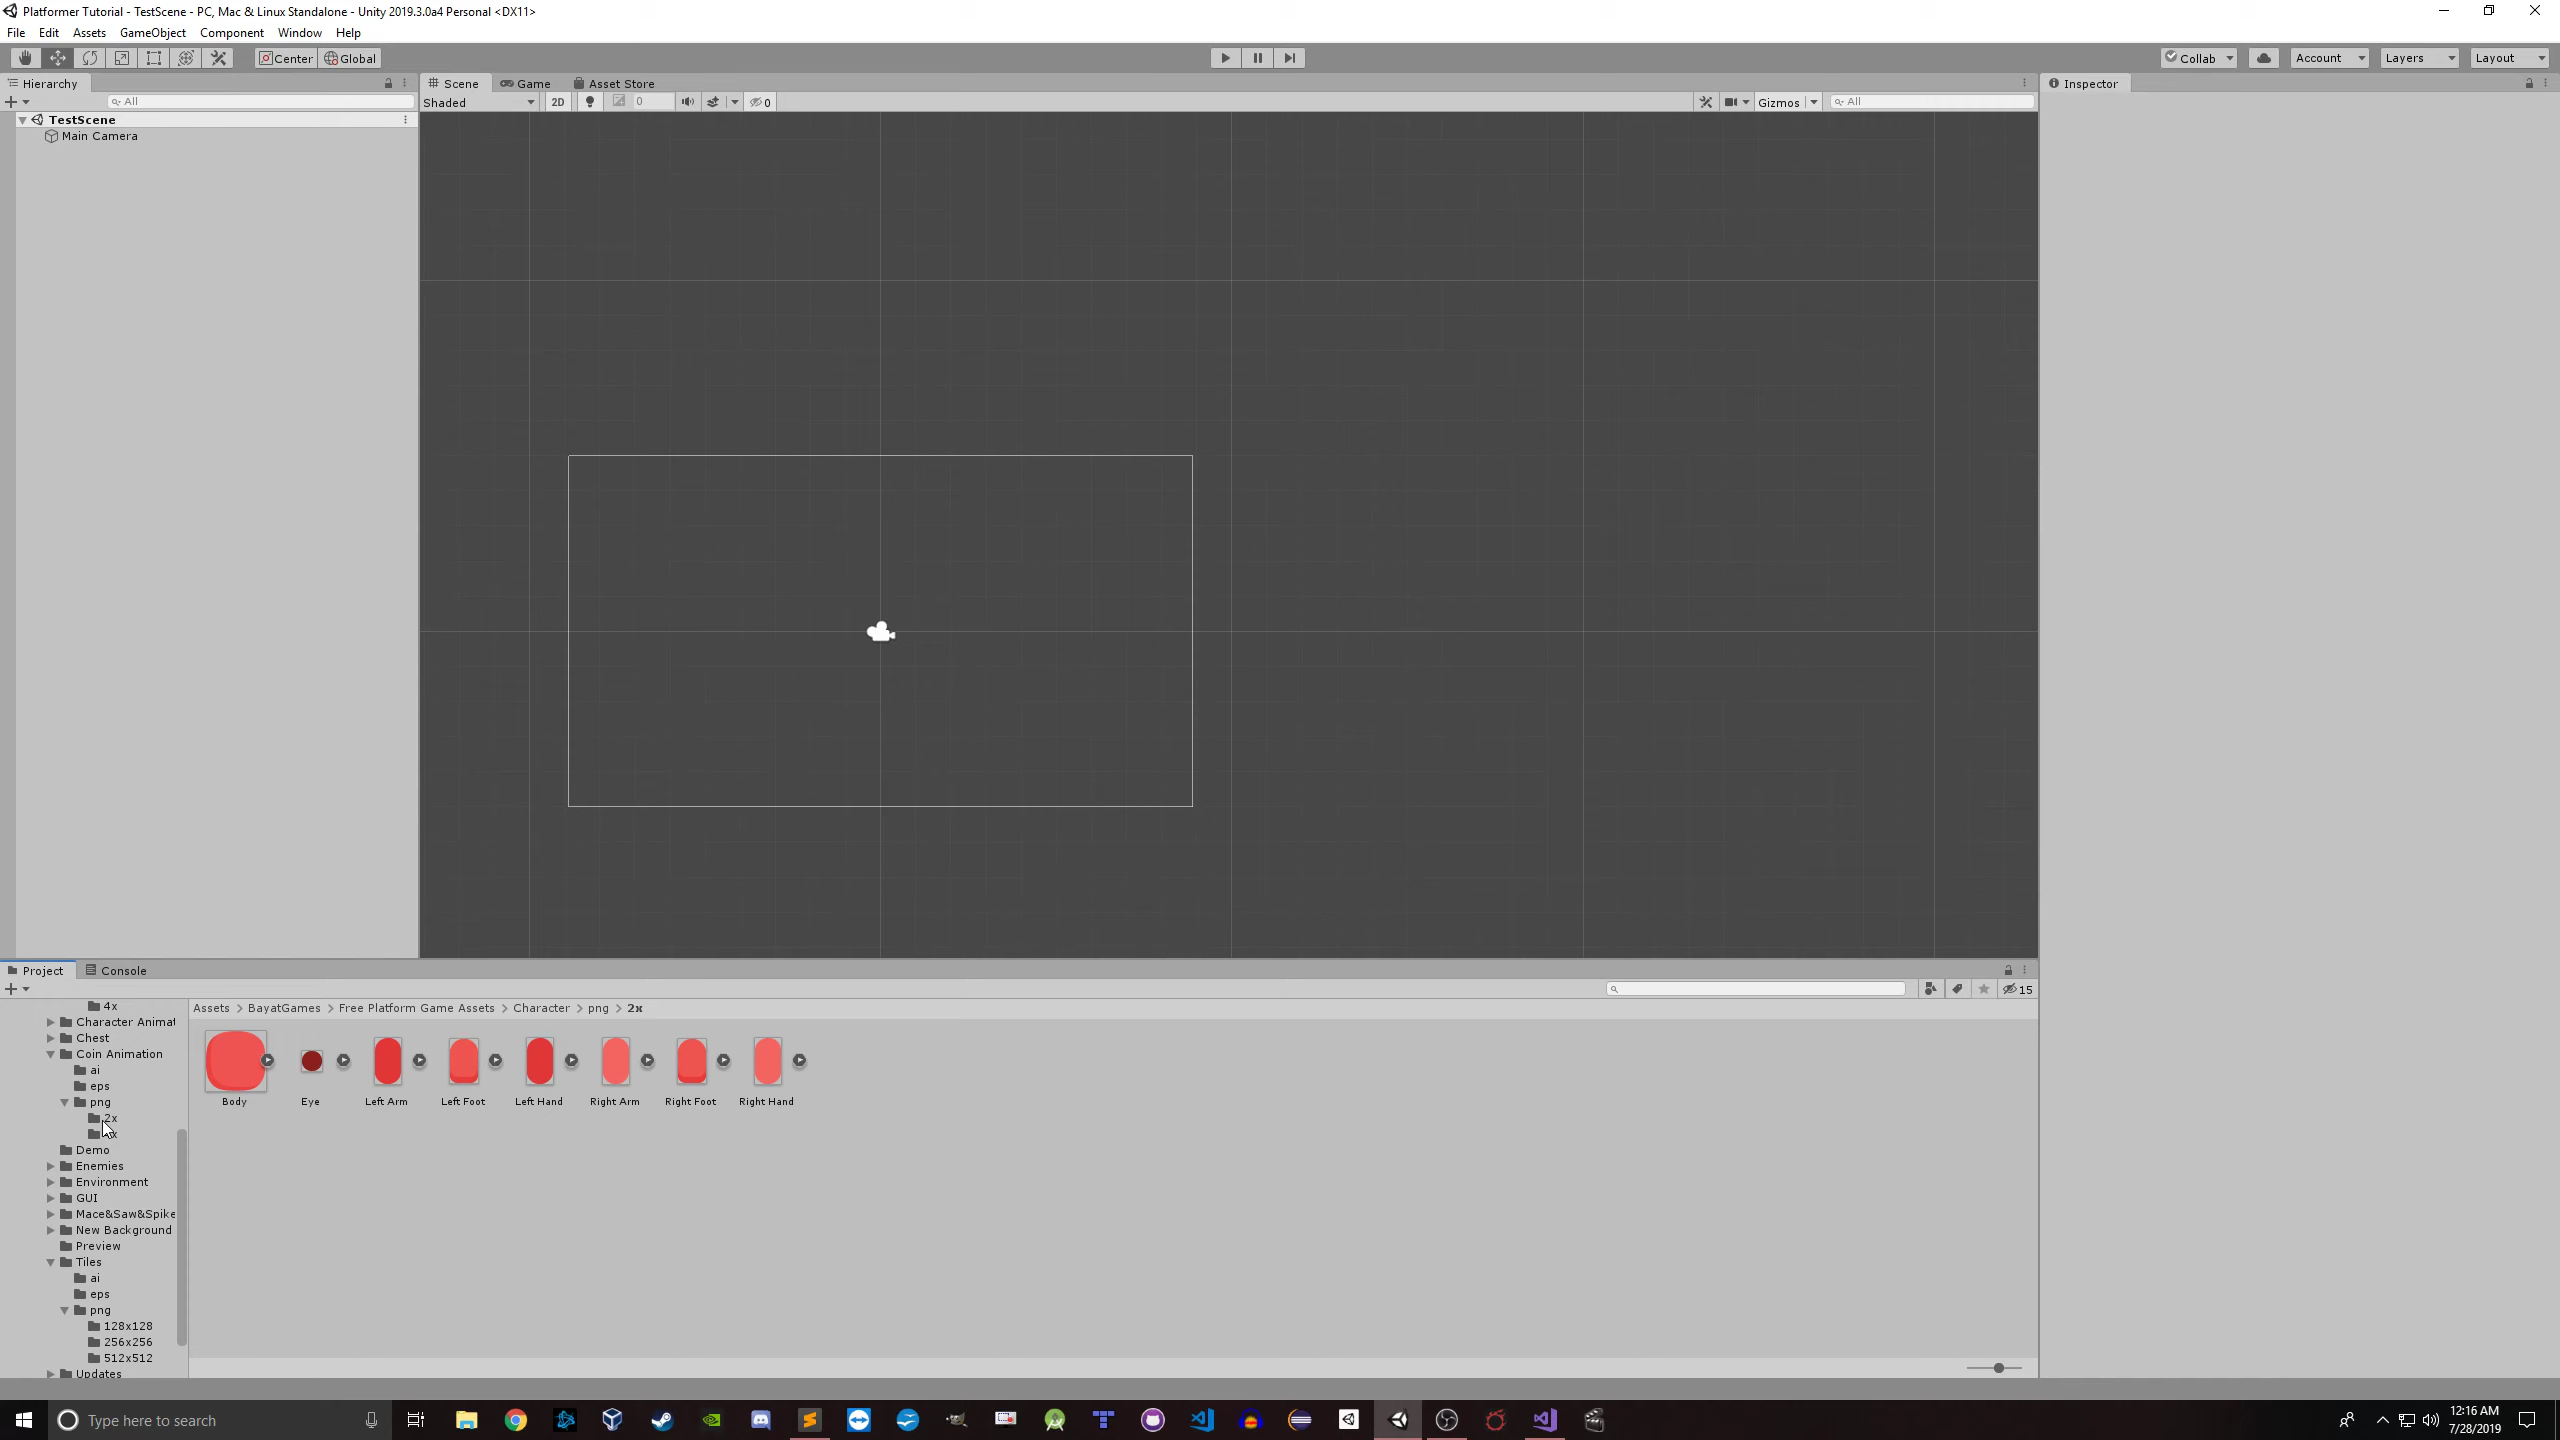 Platformer Tutorial - TestScene - PC, Mac & Linux Standalone - Unity 2019.3.0a4 Personal <DX11>
File Edit Assets GameObject Component Window Help
Center Global Collab Account Layers Layout
Hierarchy
All
TestScene
Main Camera
Scene Game Asset Store
Shaded 2D 0 0 Gizmos All
Inspector
Project Console
15
4x
Character Animat
Chest
Coin Animation
ai
eps
png
2x
Demo
Enemies
Environment
GUI
Mace&Saw&Spike
New Background
Preview
Tiles
ai
eps
png
128x128
256x256
512x512
Updates
Assets > BayatGames > Free Platform Game Assets > Character > png > 2x
Body Eye Left Arm Left Foot Left Hand Right Arm Right Foot Right Hand
Type here to search
12:16 AM
7/28/2019